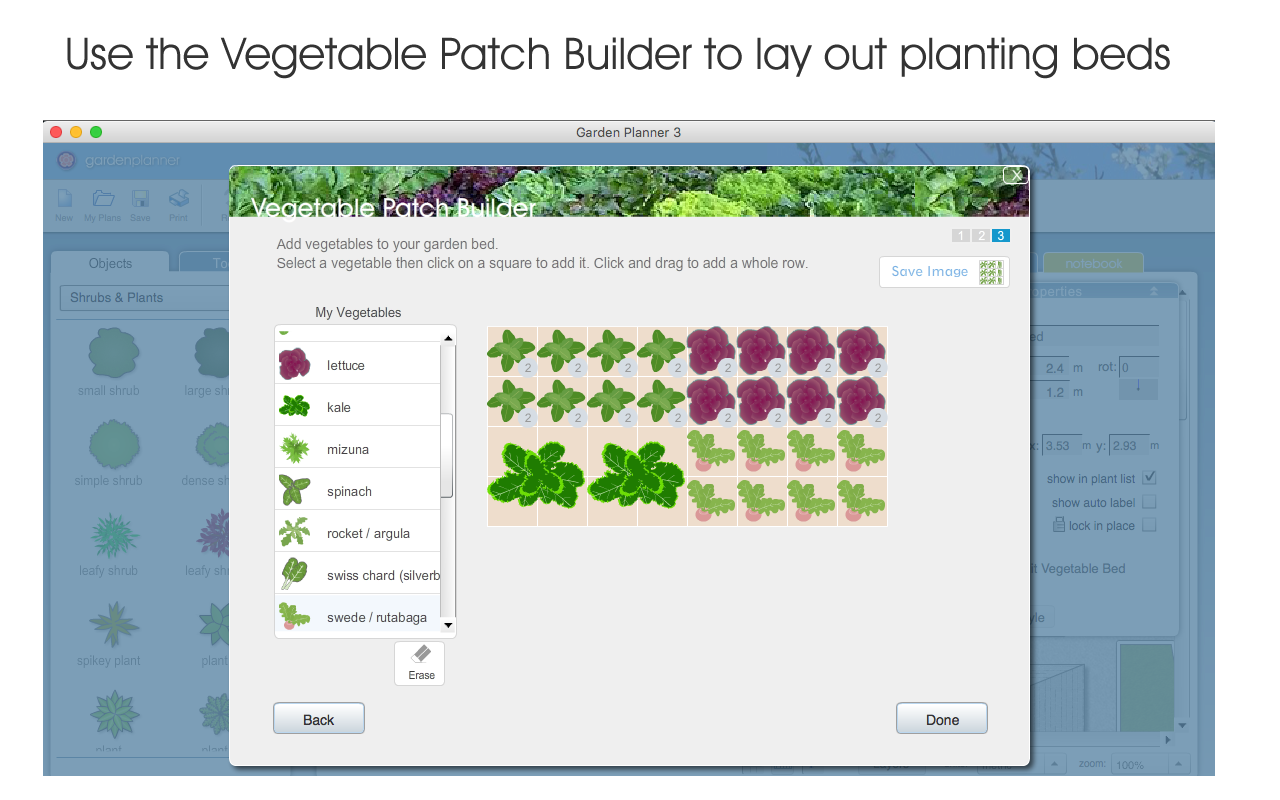 Use the Vegetable Patch Builder to lay out planting beds
Garden Planner 3
gardenplanner
New
My Plans
Save
Print
Vegetable Patch Builder
X
Add vegetables to your garden bed.
Select a vegetable then click on a square to add it. Click and drag to add a whole row.
1 2 3
Save Image
Objects
To
notebook
Shrubs & Plants
operties
My Vegetables
small shrub
large shr
simple shrub
dense shr
leafy shrub
leafy shr
spikey plant
plant
plant
plant
lettuce
kale
mizuna
spinach
rocket / argula
swiss chard (silverb
swede / rutabaga
Erase
2 2 2 2 2 2 2 2
2 2 2 2 2 2 2 2
ed
2.4 m rot: 0
1.2 m
x: 3.53 m y: 2.93 m
show in plant list
show auto label
lock in place
it Vegetable Bed
yle
Back
Done
zoom: 100%